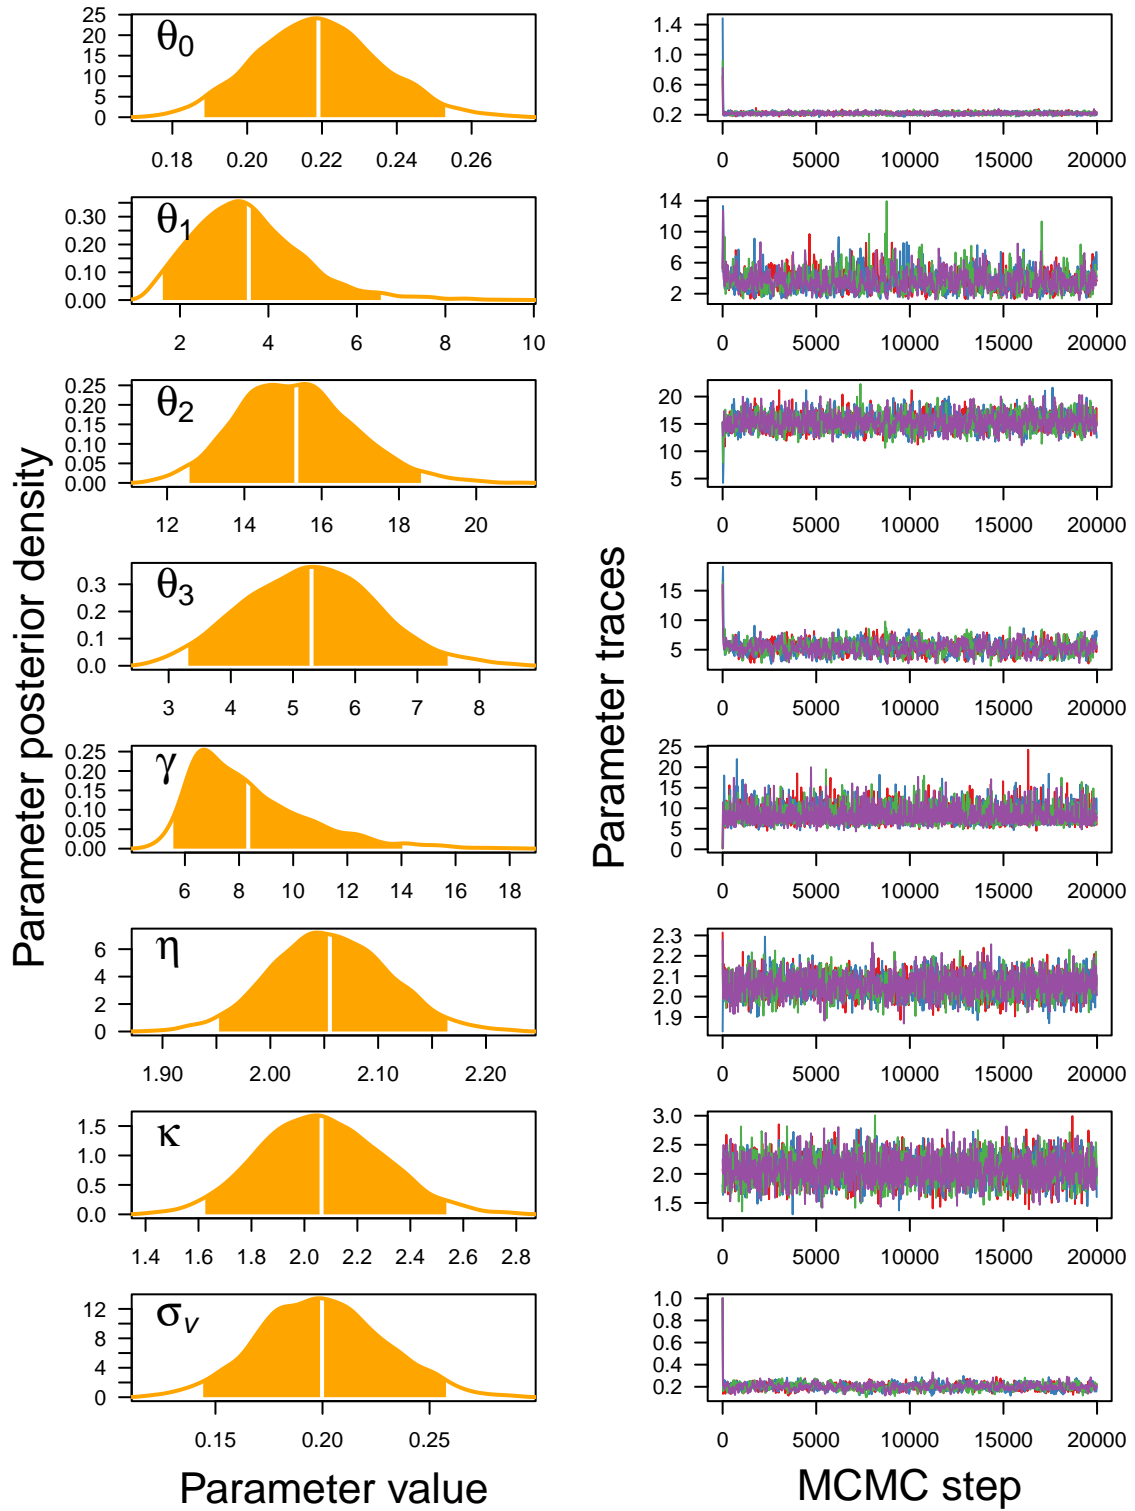 Parameter posterior density
Parameter traces
θ0
25
20
15
10
5
0
0.18 0.20 0.22 0.24 0.26
1.4
1.0
0.6
0.2
0 5000 10000 15000 20000
θ1
0.30
0.20
0.10
0.00
2 4 6 8 10
14
10
6
2
0 5000 10000 15000 20000
θ2
0.25
0.20
0.15
0.10
0.05
0.00
12 14 16 18 20
20
15
10
5
0 5000 10000 15000 20000
θ3
0.3
0.2
0.1
0.0
3 4 5 6 7 8
15
10
5
0 5000 10000 15000 20000
γ
0.25
0.20
0.15
0.10
0.05
0.00
6 8 10 12 14 16 18
25
20
15
10
5
0
0 5000 10000 15000 20000
η
6
4
2
0
1.90 2.00 2.10 2.20
2.3
2.2
2.1
2.0
1.9
0 5000 10000 15000 20000
κ
1.5
1.0
0.5
0.0
1.4 1.6 1.8 2.0 2.2 2.4 2.6 2.8
3.0
2.5
2.0
1.5
0 5000 10000 15000 20000
σv
12
8
4
2
0
0.15 0.20 0.25
1.0
0.8
0.6
0.4
0.2
0 5000 10000 15000 20000
Parameter value
MCMC step